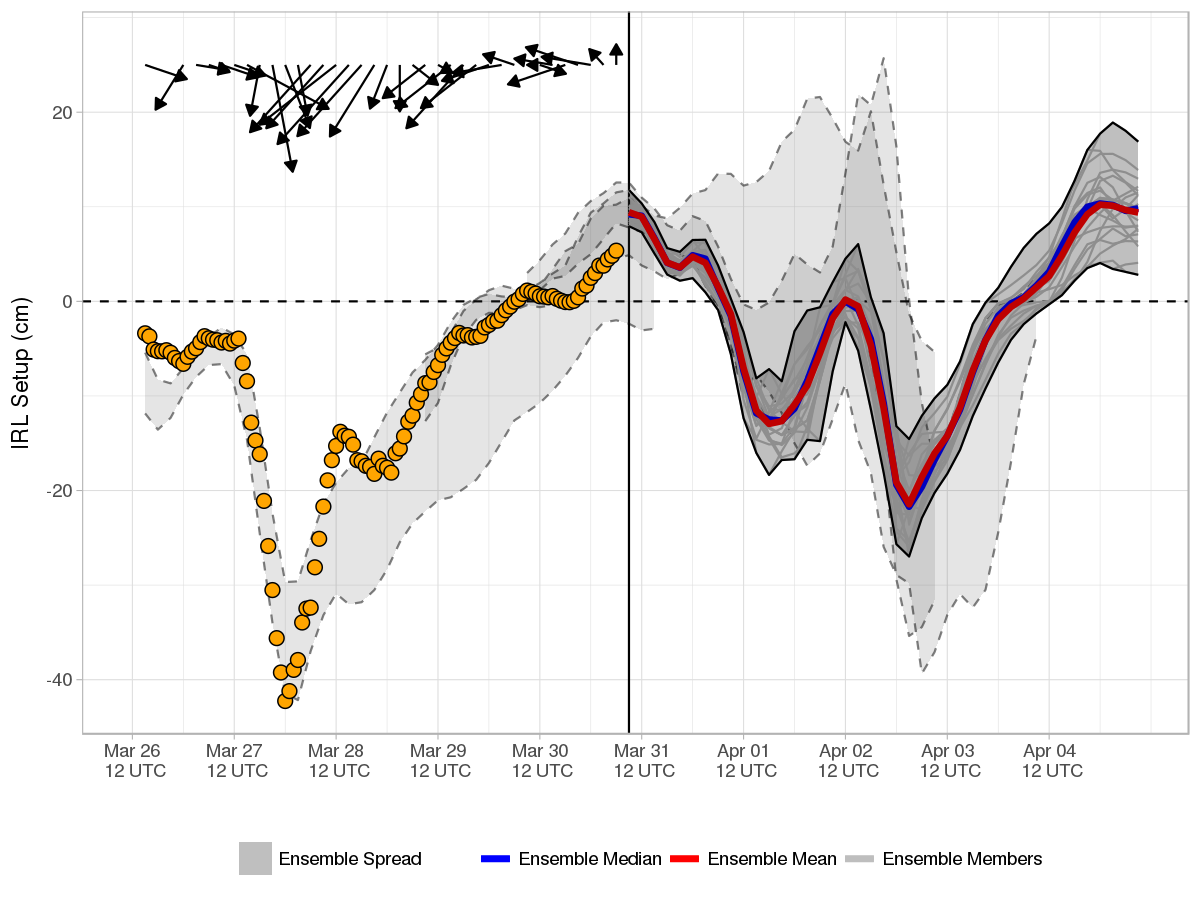 IRL Setup (cm)
20
0
-20
-40
Mar 26 Mar 27 Mar 28 Mar 29 Mar 30 Mar 31 Apr 01 Apr 02 Apr 03 Apr 04
12 UTC 12 UTC 12 UTC 12 UTC 12 UTC 12 UTC 12 UTC 12 UTC 12 UTC 12 UTC
Ensemble Spread Ensemble Median Ensemble Mean Ensemble Members